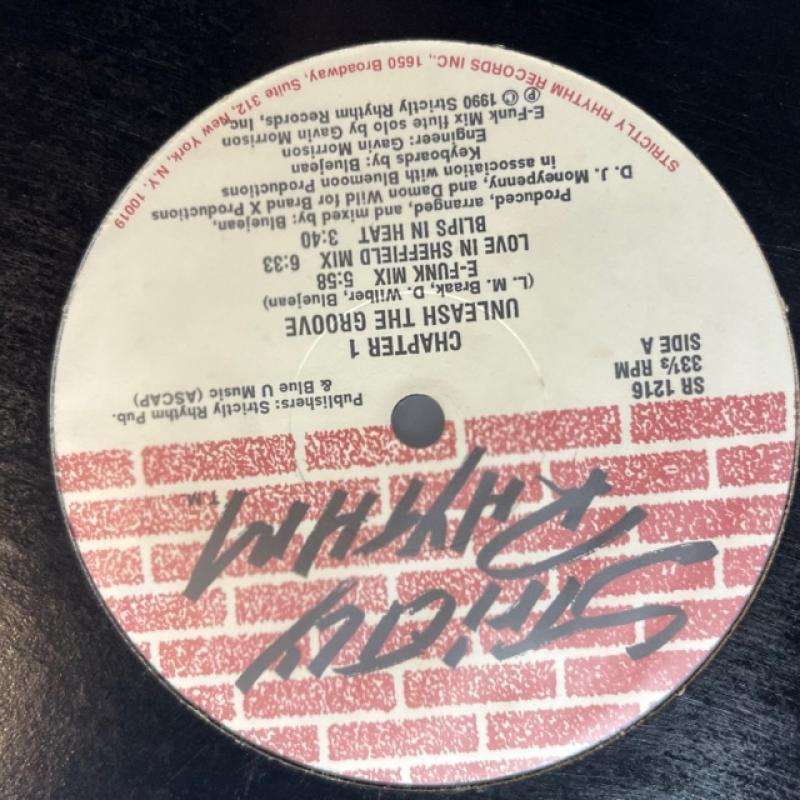 STRICTLY
RHYTHM T.M.
SR 1216
33⅓ RPM
SIDE A
Publishers: Strictly Rhythm Pub.
& Blue U Music (ASCAP)
CHAPTER 1
UNLEASH THE GROOVE
(L. M. Braak, D. Wilber, Bluejean)
E-FUNK MIX 5:58
LOVE IN SHEFFIELD MIX 6:33
BLIPS IN HEAT 3:40
Produced, arranged, and mixed by: Bluejean,
D. J. Moneypenny, and Damon Wild for Brand X Productions
in association with Bluemoon Productions
Keyboards by: Bluejean
Engineer: Gavin Morrison
E-Funk Mix flute solo by Gavin Morrison
Ⓟ © 1990 Strictly Rhythm Records, Inc.
STRICTLY RHYTHM RECORDS INC., 1650 Broadway, Suite 312, New York, N.Y. 10019